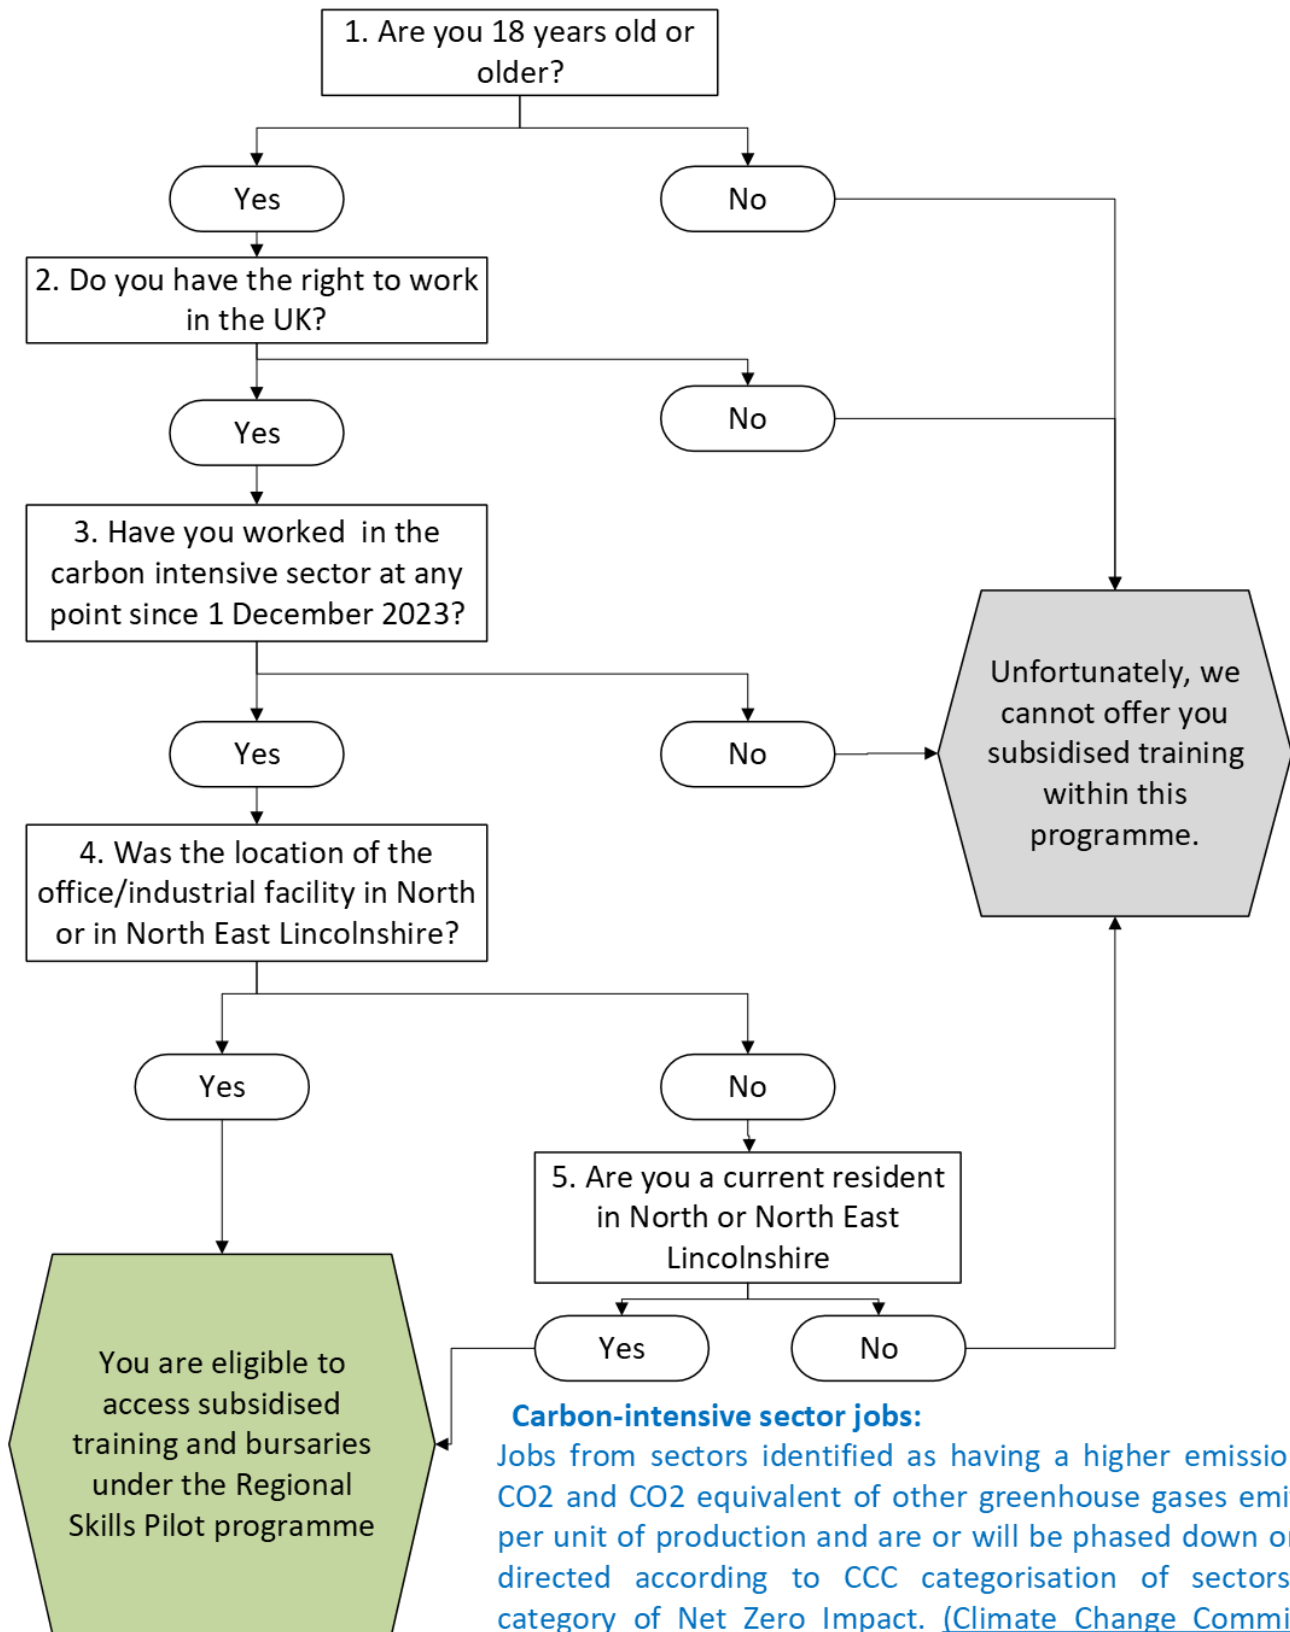 1. Are you 18 years old or
older?
Yes
No
2. Do you have the right to work
in the UK?
Yes
No
3. Have you worked  in the
carbon intensive sector at any
point since 1 December 2023?
Yes
No
Unfortunately, we
cannot offer you
subsidised training
within this
programme.
4. Was the location of the
office/industrial facility in North
or in North East Lincolnshire?
Yes
No
5. Are you a current resident
in North or North East
Lincolnshire
Yes
No
You are eligible to
access subsidised
training and bursaries
under the Regional
Skills Pilot programme
Carbon-intensive sector jobs:
Jobs from sectors identified as having a higher
CO2 and CO2 equivalent of other greenhouse gases
per unit of production and are or will be phased down
directed according to CCC categorisation of sectors
category of Net Zero Impact. (Climate Change